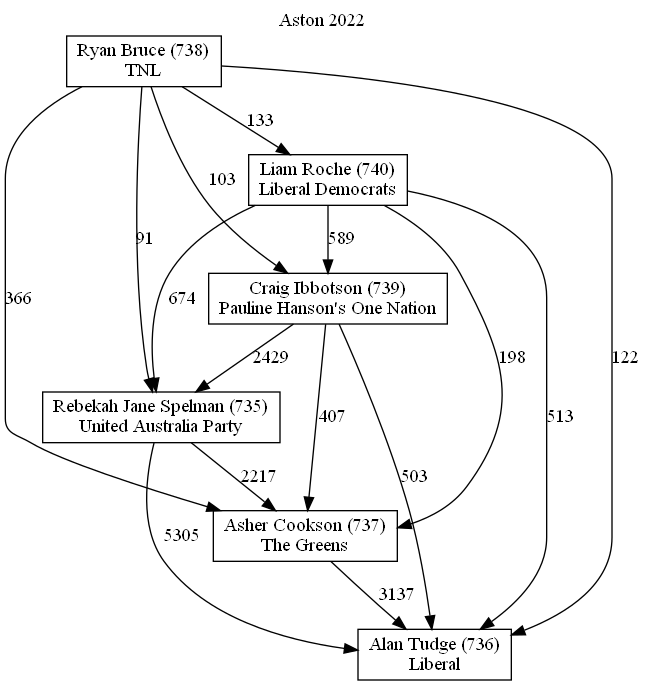 Aston 2022
Ryan Bruce (738)
TNL
133
Liam Roche (740)
Liberal Democrats
103
91
589
Craig Ibbotson (739)
Pauline Hanson's One Nation
366
674
2429
198
122
Rebekah Jane Spelman (735)
United Australia Party
407
513
2217
503
5305
Asher Cookson (737)
The Greens
3137
Alan Tudge (736)
Liberal